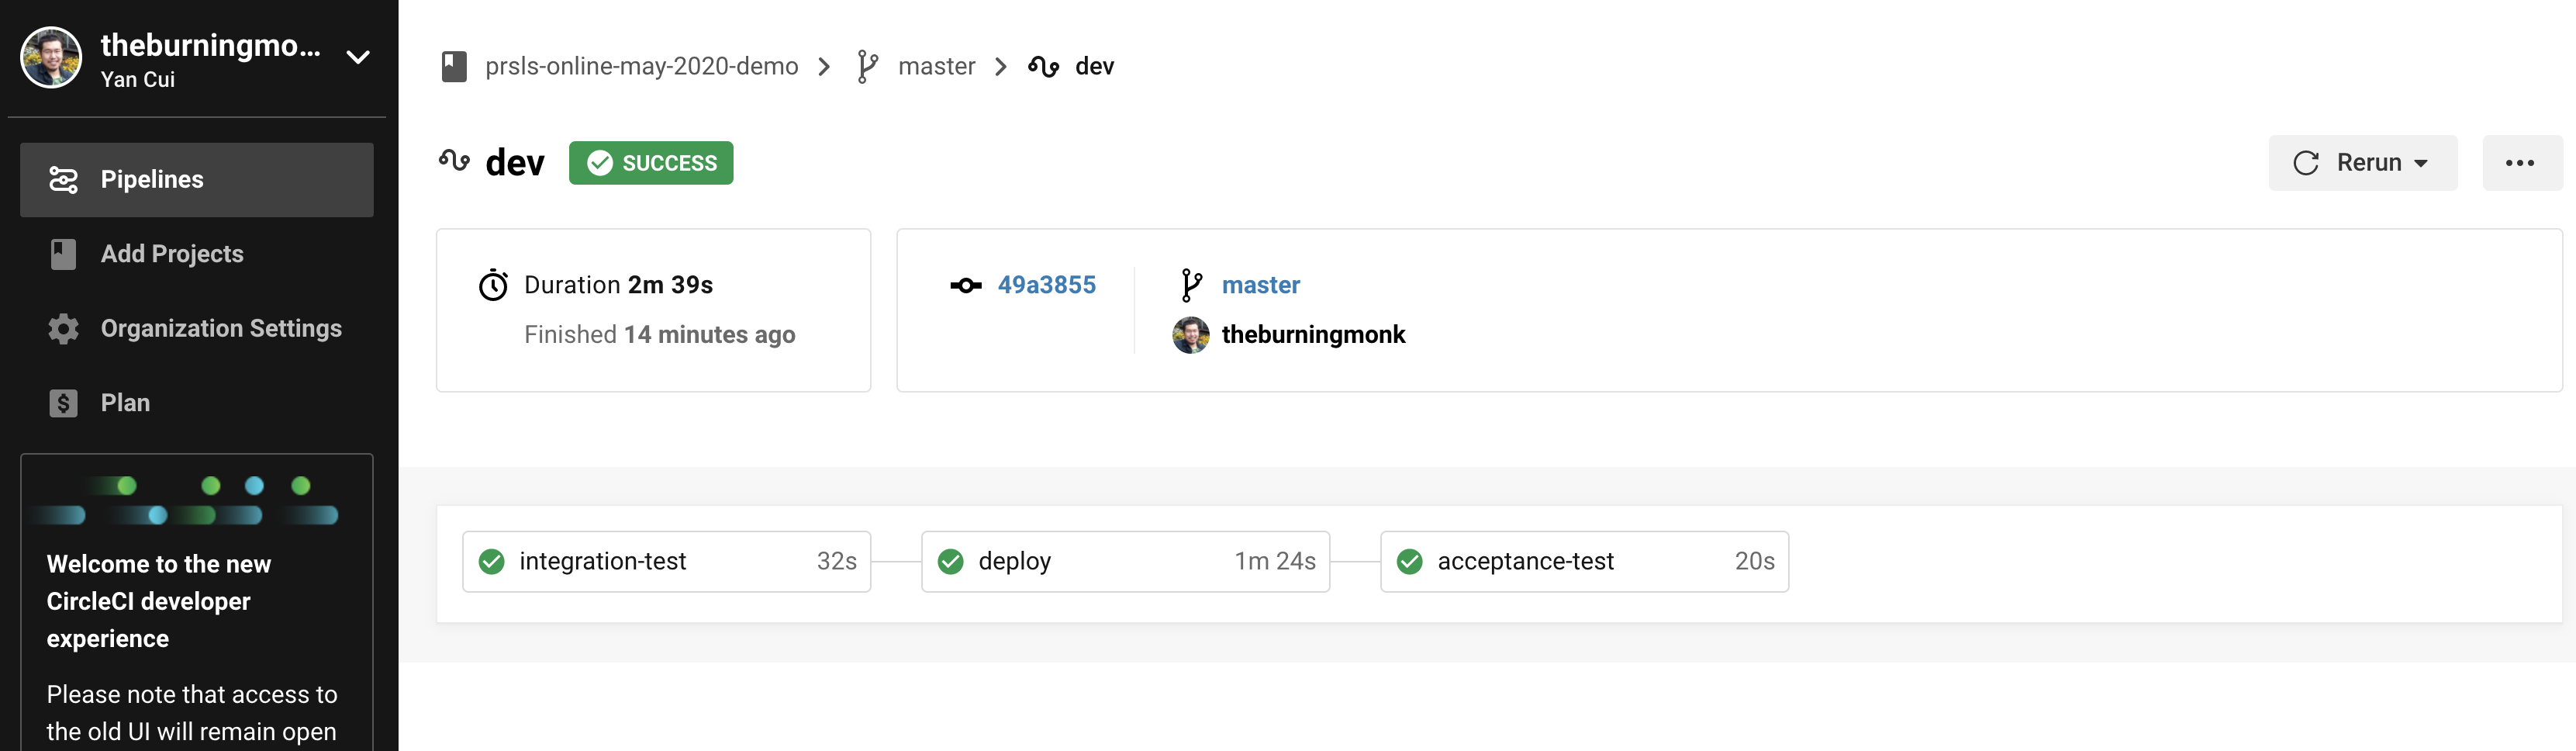 theburningmo...
Yan Cui
Pipelines
Add Projects
Organization Settings
Plan
Welcome to the new
CircleCI developer
experience
Please note that access to
the old UI will remain open
prsls-online-may-2020-demo > master > dev
dev SUCCESS
Rerun
Duration 2m 39s
Finished 14 minutes ago
49a3855
master
theburningmonk
integration-test 32s
deploy 1m 24s
acceptance-test 20s